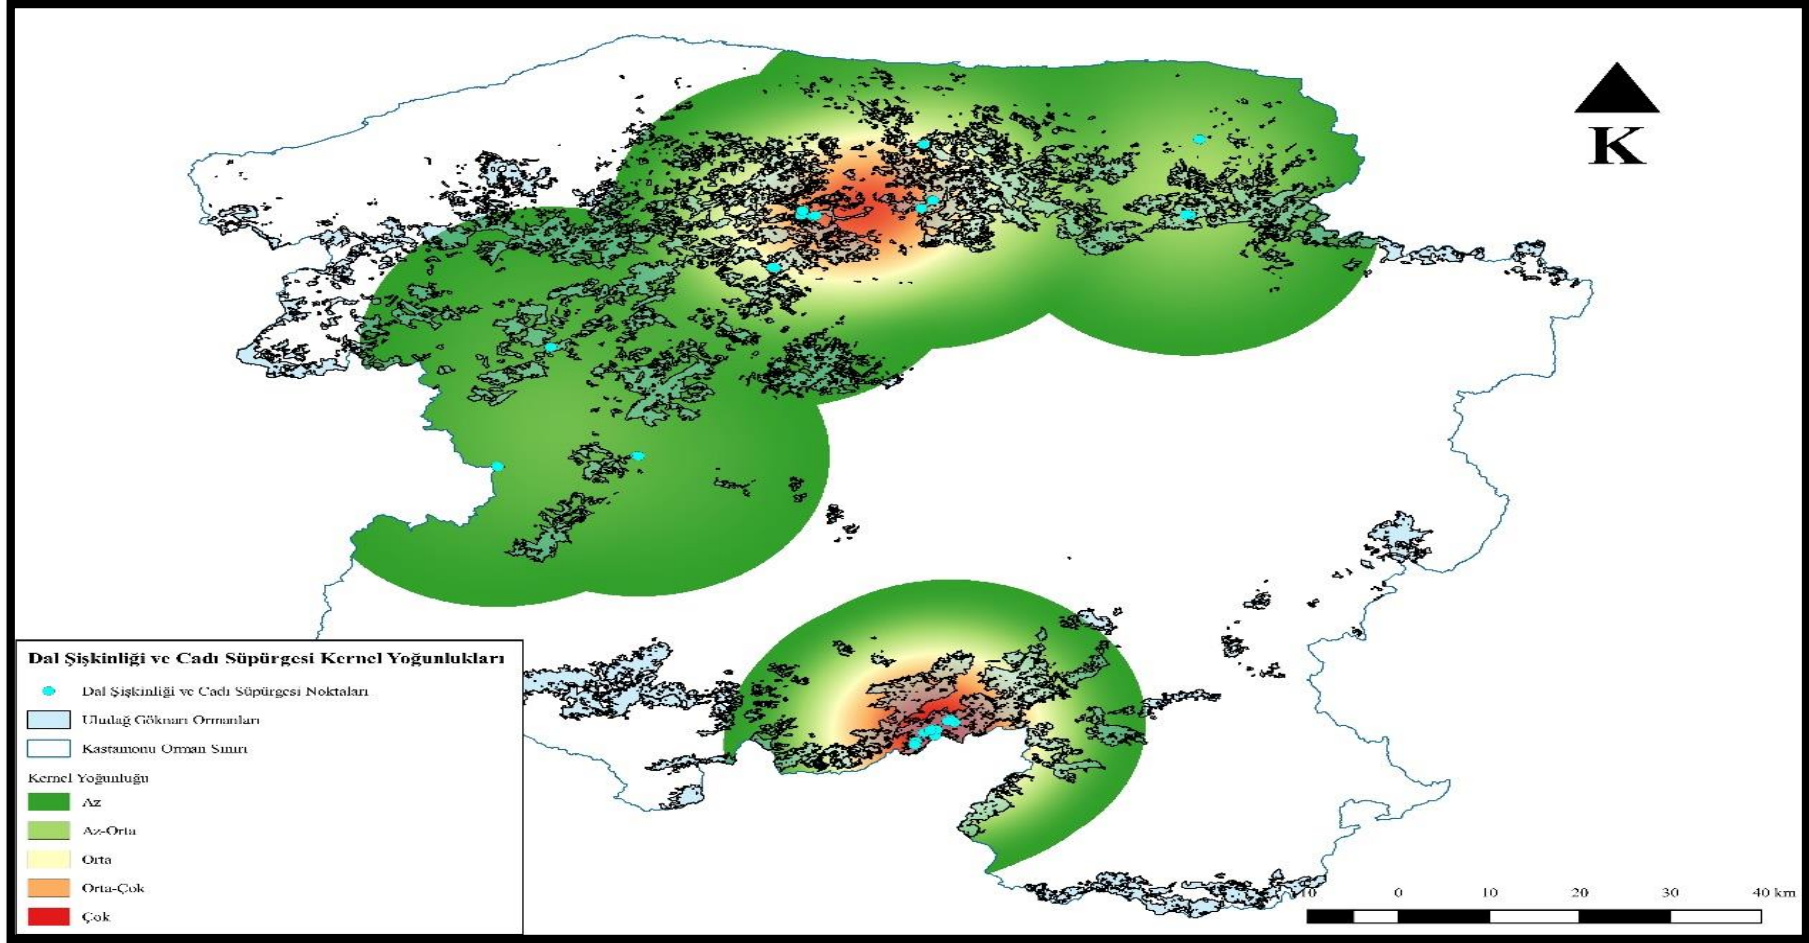 K
Dal Şişkinliği ve Cadı Süpürgesi Kernel Yoğunlukları
Dal Şişkinliği ve Cadı Süpürgesi Noktaları
Uludağ Göknarı Ormanları
Kastamonu Orman Sınırı
Kernel Yoğunluğu
Az
Az-Orta
Orta
Orta-Çok
Çok
10 0 10 20 30 40 km